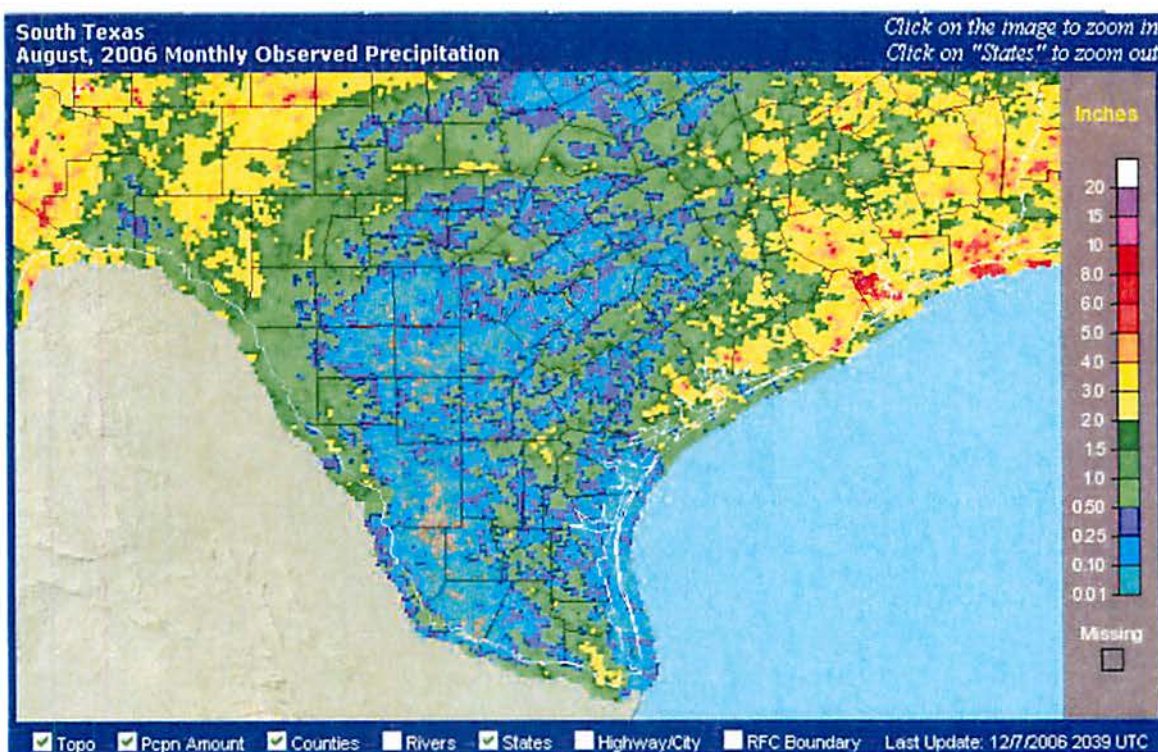 South Texas
August, 2006 Monthly Observed Precipitation
Click on the image to zoom in
Click on "States" to zoom out
Inches
20
15
10
8.0
6.0
5.0
4.0
3.0
2.0
1.5
1.0
0.50
0.25
0.10
0.01
Missing
Topo Pcpn Amount Counties Rivers States Highway/City RFC Boundary Last Update: 12/7/2006 2039 UTC